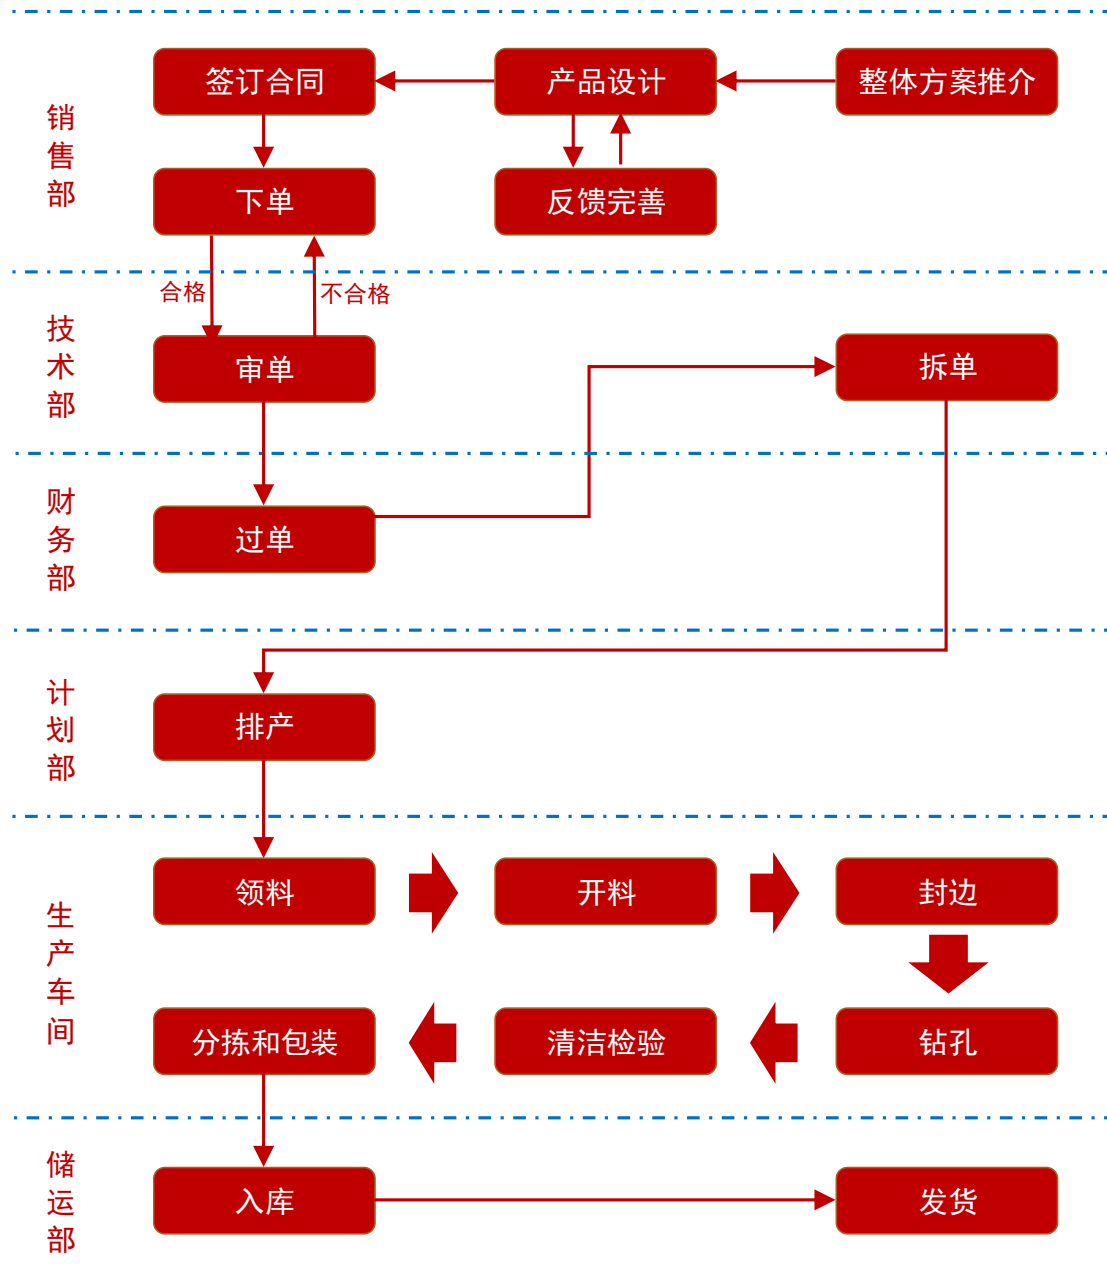 销售部
签订合同
产品设计
整体方案推介
下单
反馈完善
合格
不合格
技术部
审单
拆单
财务部
过单
计划部
排产
生产车间
领料
开料
封边
分拣和包装
清洁检验
钻孔
储运部
入库
发货